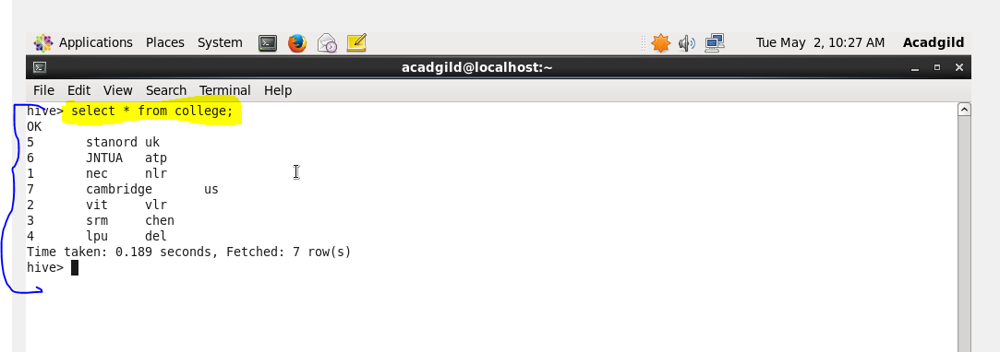 Applications Places System Tue May 2, 10:27 AM Acadgild
acadgild@localhost:~
File Edit View Search Terminal Help
hive> select * from college;
OK
5 stanord uk
6 JNTUA atp
1 nec nlr
7 cambridge us
2 vit vlr
3 srm chen
4 lpu del
Time taken: 0.189 seconds, Fetched: 7 row(s)
hive>